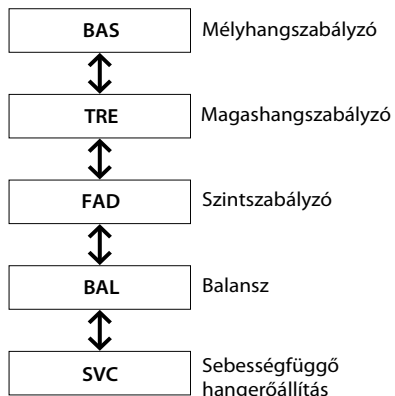 BAS Mélyhangszabályzó
TRE Magashangszabályzó
FAD Szintszabályzó
BAL Balansz
SVC Sebességfüggő
hangerőállítás